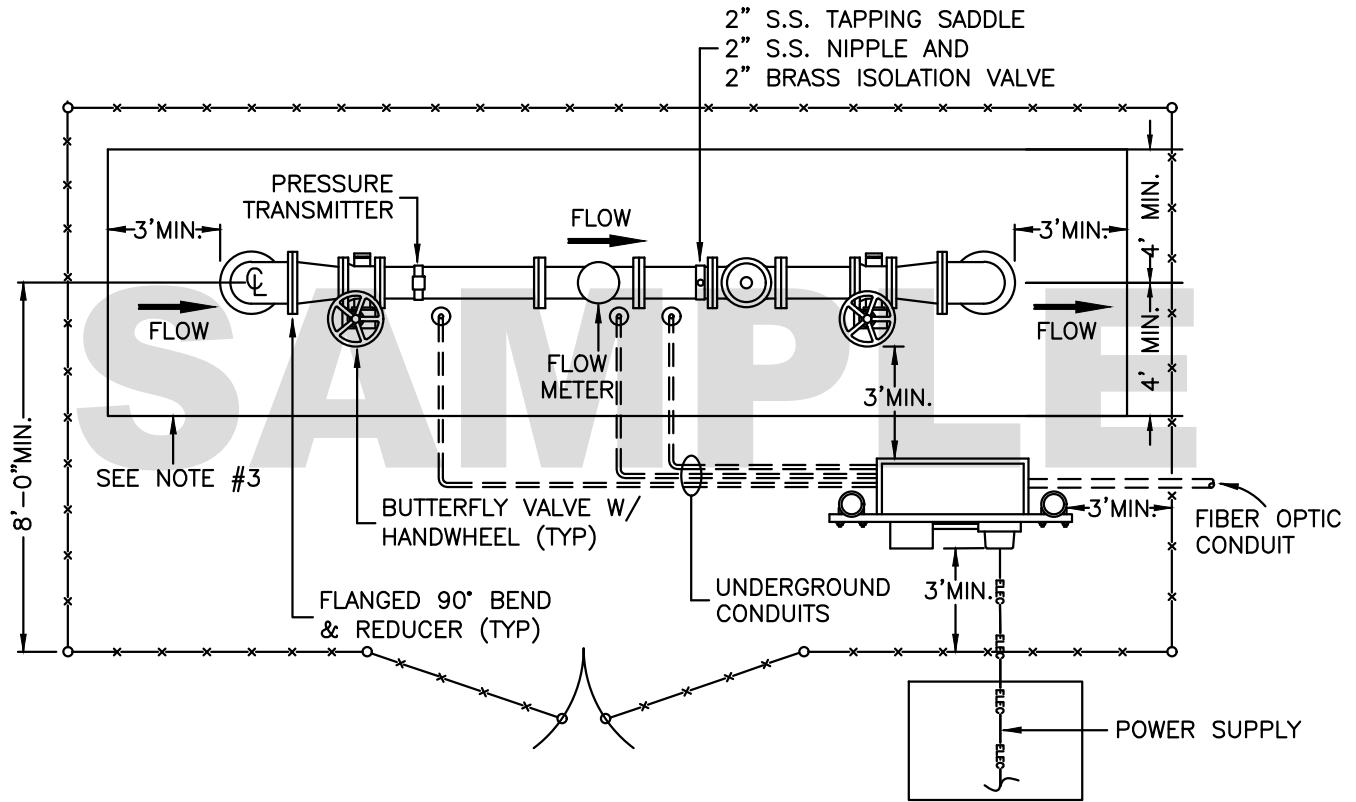 2” S.S. TAPPING SADDLE
2” S.S. NIPPLE AND
2” BRASS ISOLATION VALVE
PRESSURE
TRANSMITTER
FLOW
3'MIN.
3'MIN.
4' MIN.
CL
FLOW
FLOW
SAMPLE
FLOW
METER
4' MIN.
3'MIN.
8'-0"MIN.
SEE NOTE #3
BUTTERFLY VALVE W/
HANDWHEEL (TYP)
3'MIN.
FIBER OPTIC
CONDUIT
FLANGED 90° BEND
& REDUCER (TYP)
UNDERGROUND
CONDUITS
3'MIN.
ELEC
ELEC
ELEC
ELEC
POWER SUPPLY